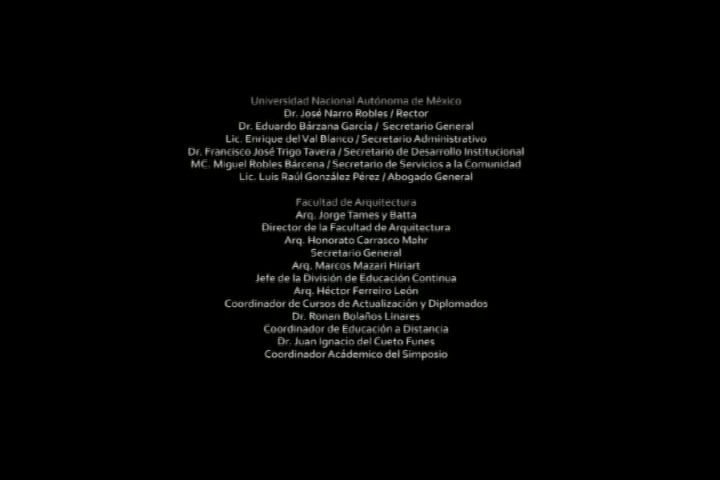 Universidad Nacional Autónoma de México
Dr. José Narro Robles / Rector
Dr. Eduardo Bárzana García / Secretario General
Lic. Enrique del Val Blanco / Secretario Administrativo
Dr. Francisco José Trigo Tavera / Secretario de Desarrollo Institucional
MC. Miguel Robles Bárcena / Secretario de Servicios a la Comunidad
Lic. Luis Raúl González Pérez / Abogado General
Facultad de Arquitectura
Arq. Jorge Tames y Batta
Director de la Facultad de Arquitectura
Arq. Honorato Carrasco Mahr
Secretario General
Arq. Marcos Mazari Hiriart
Jefe de la División de Educación Continua
Arq. Héctor Ferreiro León
Coordinador de Cursos de Actualización y Diplomados
Dr. Ronan Bolaños Linares
Coordinador de Educación a Distancia
Dr. Juan Ignacio del Cueto Funes
Coordinador Acádemico del Simposio